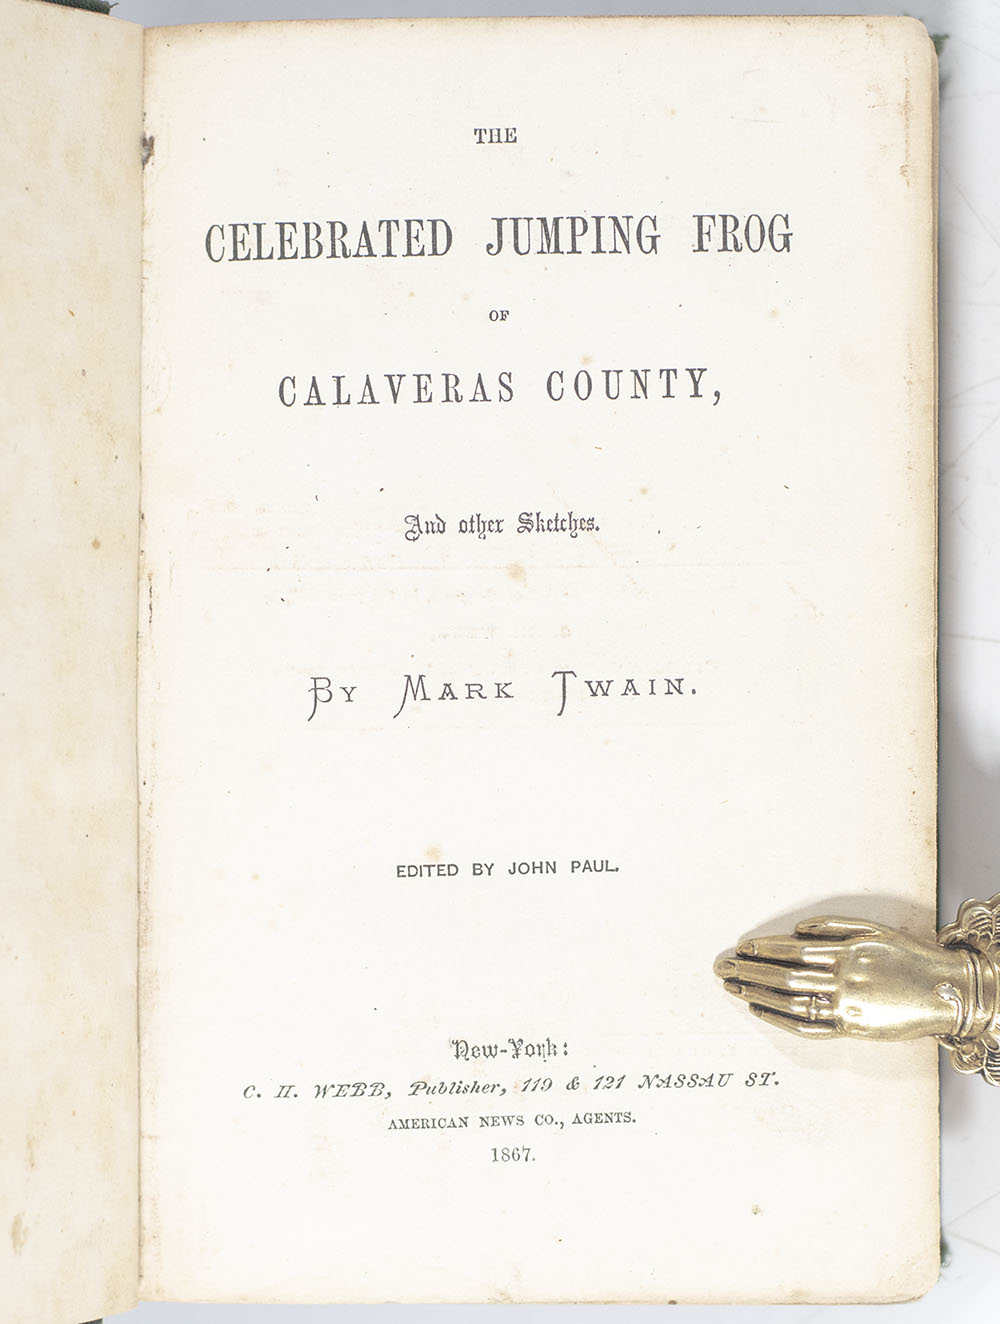 THE
CELEBRATED JUMPING FROG
OF
CALAVERAS COUNTY,
And other Sketches.
BY MARK TWAIN.
EDITED BY JOHN PAUL.
New-York:
C. H. WEBB, Publisher, 119 & 121 NASSAU ST.
AMERICAN NEWS CO., AGENTS.
1867.